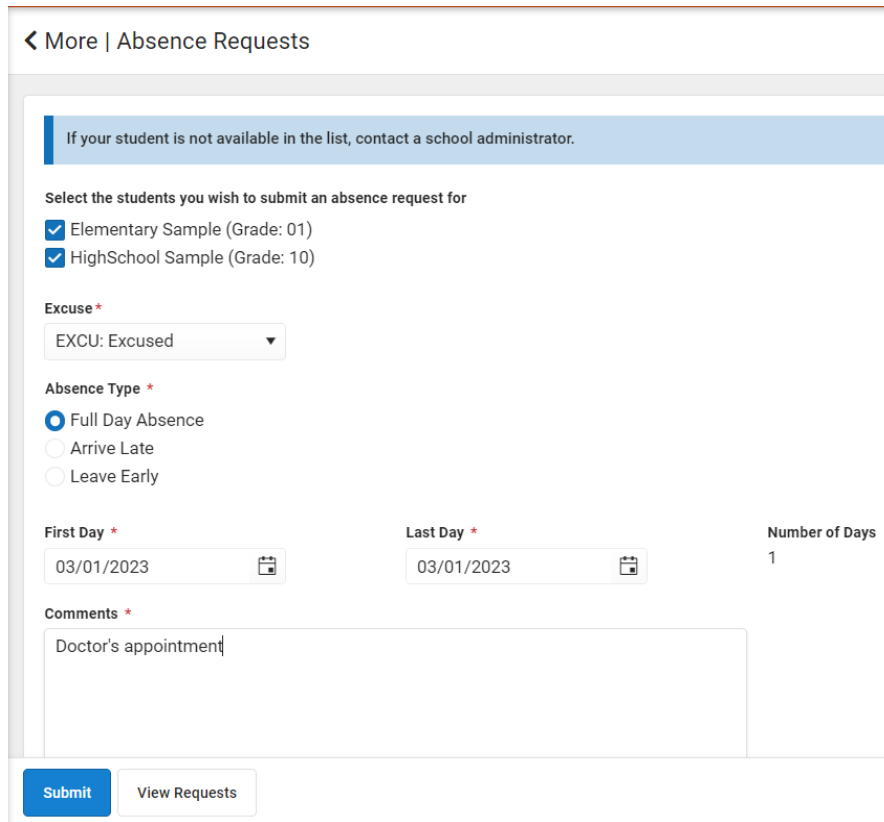 More | Absence Requests
If your student is not available in the list, contact a school administrator.
Select the students you wish to submit an absence request for
Elementary Sample (Grade: 01)
HighSchool Sample (Grade: 10)
Excuse *
EXCU: Excused
Absence Type *
Full Day Absence
Arrive Late
Leave Early
First Day * Last Day * Number of Days
03/01/2023 03/01/2023 1
Comments *
Doctor's appointment
Submit View Requests